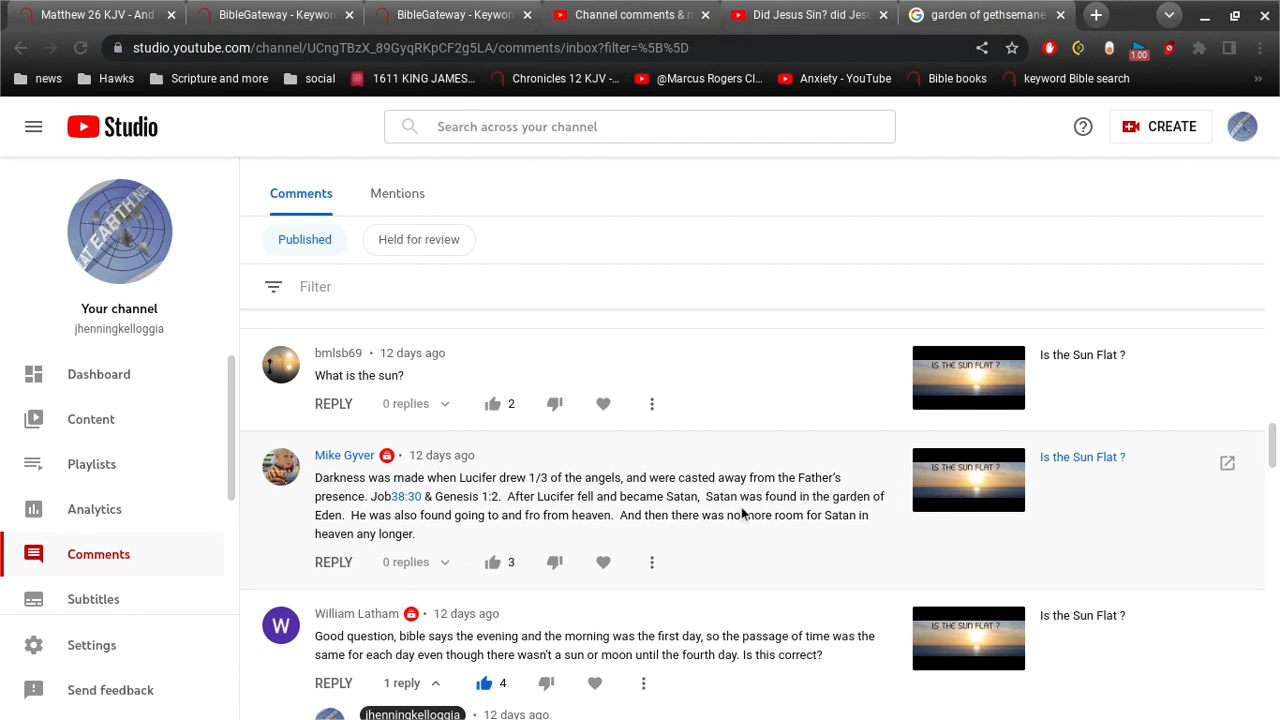 Matthew 26 KJV - And i
BibleGateway - Keywor
BibleGateway - Keywor
Channel comments & n
Did Jesus Sin? did Jesu
garden of gethsemane
studio.youtube.com/channel/UCngTBzX_89GyqRKpCF2g5LA/comments/inbox?filter=%5B%5D
1.00
news Hawks Scripture and more social 1611 KING JAMES... Chronicles 12 KJV -... @Marcus Rogers Cl... Anxiety - YouTube Bible books keyword Bible search »
Studio
Search across your channel
CREATE
AT EARTH.NE
Your channel
jhenningkelloggia
Dashboard
Content
Playlists
Analytics
Comments
Subtitles
Settings
Send feedback
Comments Mentions
Published Held for review
Filter
bmlsb69 • 12 days ago
What is the sun?
REPLY 0 replies 2
IS THE SUN FLAT ?
Is the Sun Flat ?
Mike Gyver • 12 days ago
Darkness was made when Lucifer drew 1/3 of the angels, and were casted away from the Father's
presence. Job38:30 & Genesis 1:2. After Lucifer fell and became Satan, Satan was found in the garden of
Eden. He was also found going to and fro from heaven. And then there was no more room for Satan in
heaven any longer.
REPLY 0 replies 3
IS THE SUN FLAT ?
Is the Sun Flat ?
W
William Latham • 12 days ago
Good question, bible says the evening and the morning was the first day, so the passage of time was the
same for each day even though there wasn't a sun or moon until the fourth day. Is this correct?
REPLY 1 reply 4
IS THE SUN FLAT ?
Is the Sun Flat ?
jhenningkelloggia • 12 days ago